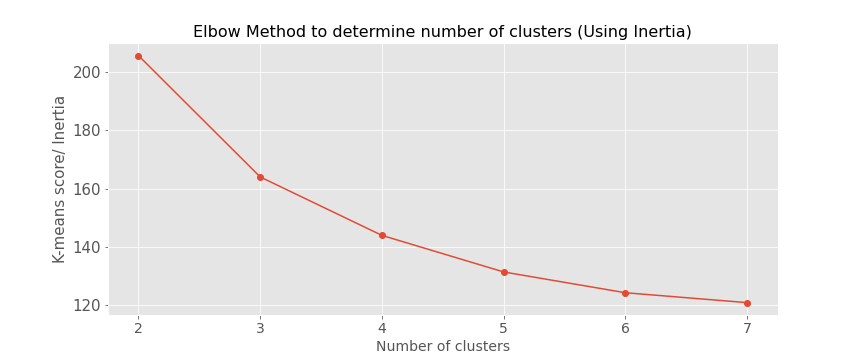 Elbow Method to determine number of clusters (Using Inertia)
K-means score/ Inertia
200
180
160
140
120
2 3 4 5 6 7
Number of clusters